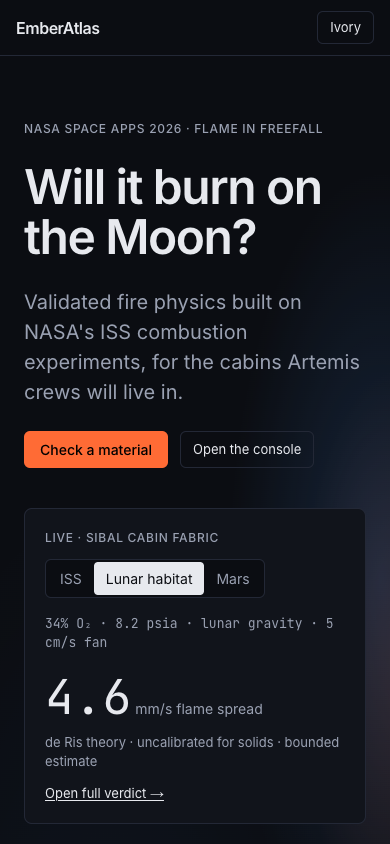 EmberAtlas
Ivory
NASA SPACE APPS 2026 · FLAME IN FREEFALL
Will it burn on
the Moon?
Validated fire physics built on
NASA's ISS combustion
experiments, for the cabins Artemis
crews will live in.
Check a material
Open the console
LIVE · SIBAL CABIN FABRIC
ISS
Lunar habitat
Mars
34% O₂ · 8.2 psia · lunar gravity · 5
cm/s fan
4.6 mm/s flame spread
de Ris theory · uncalibrated for solids · bounded
estimate
Open full verdict →